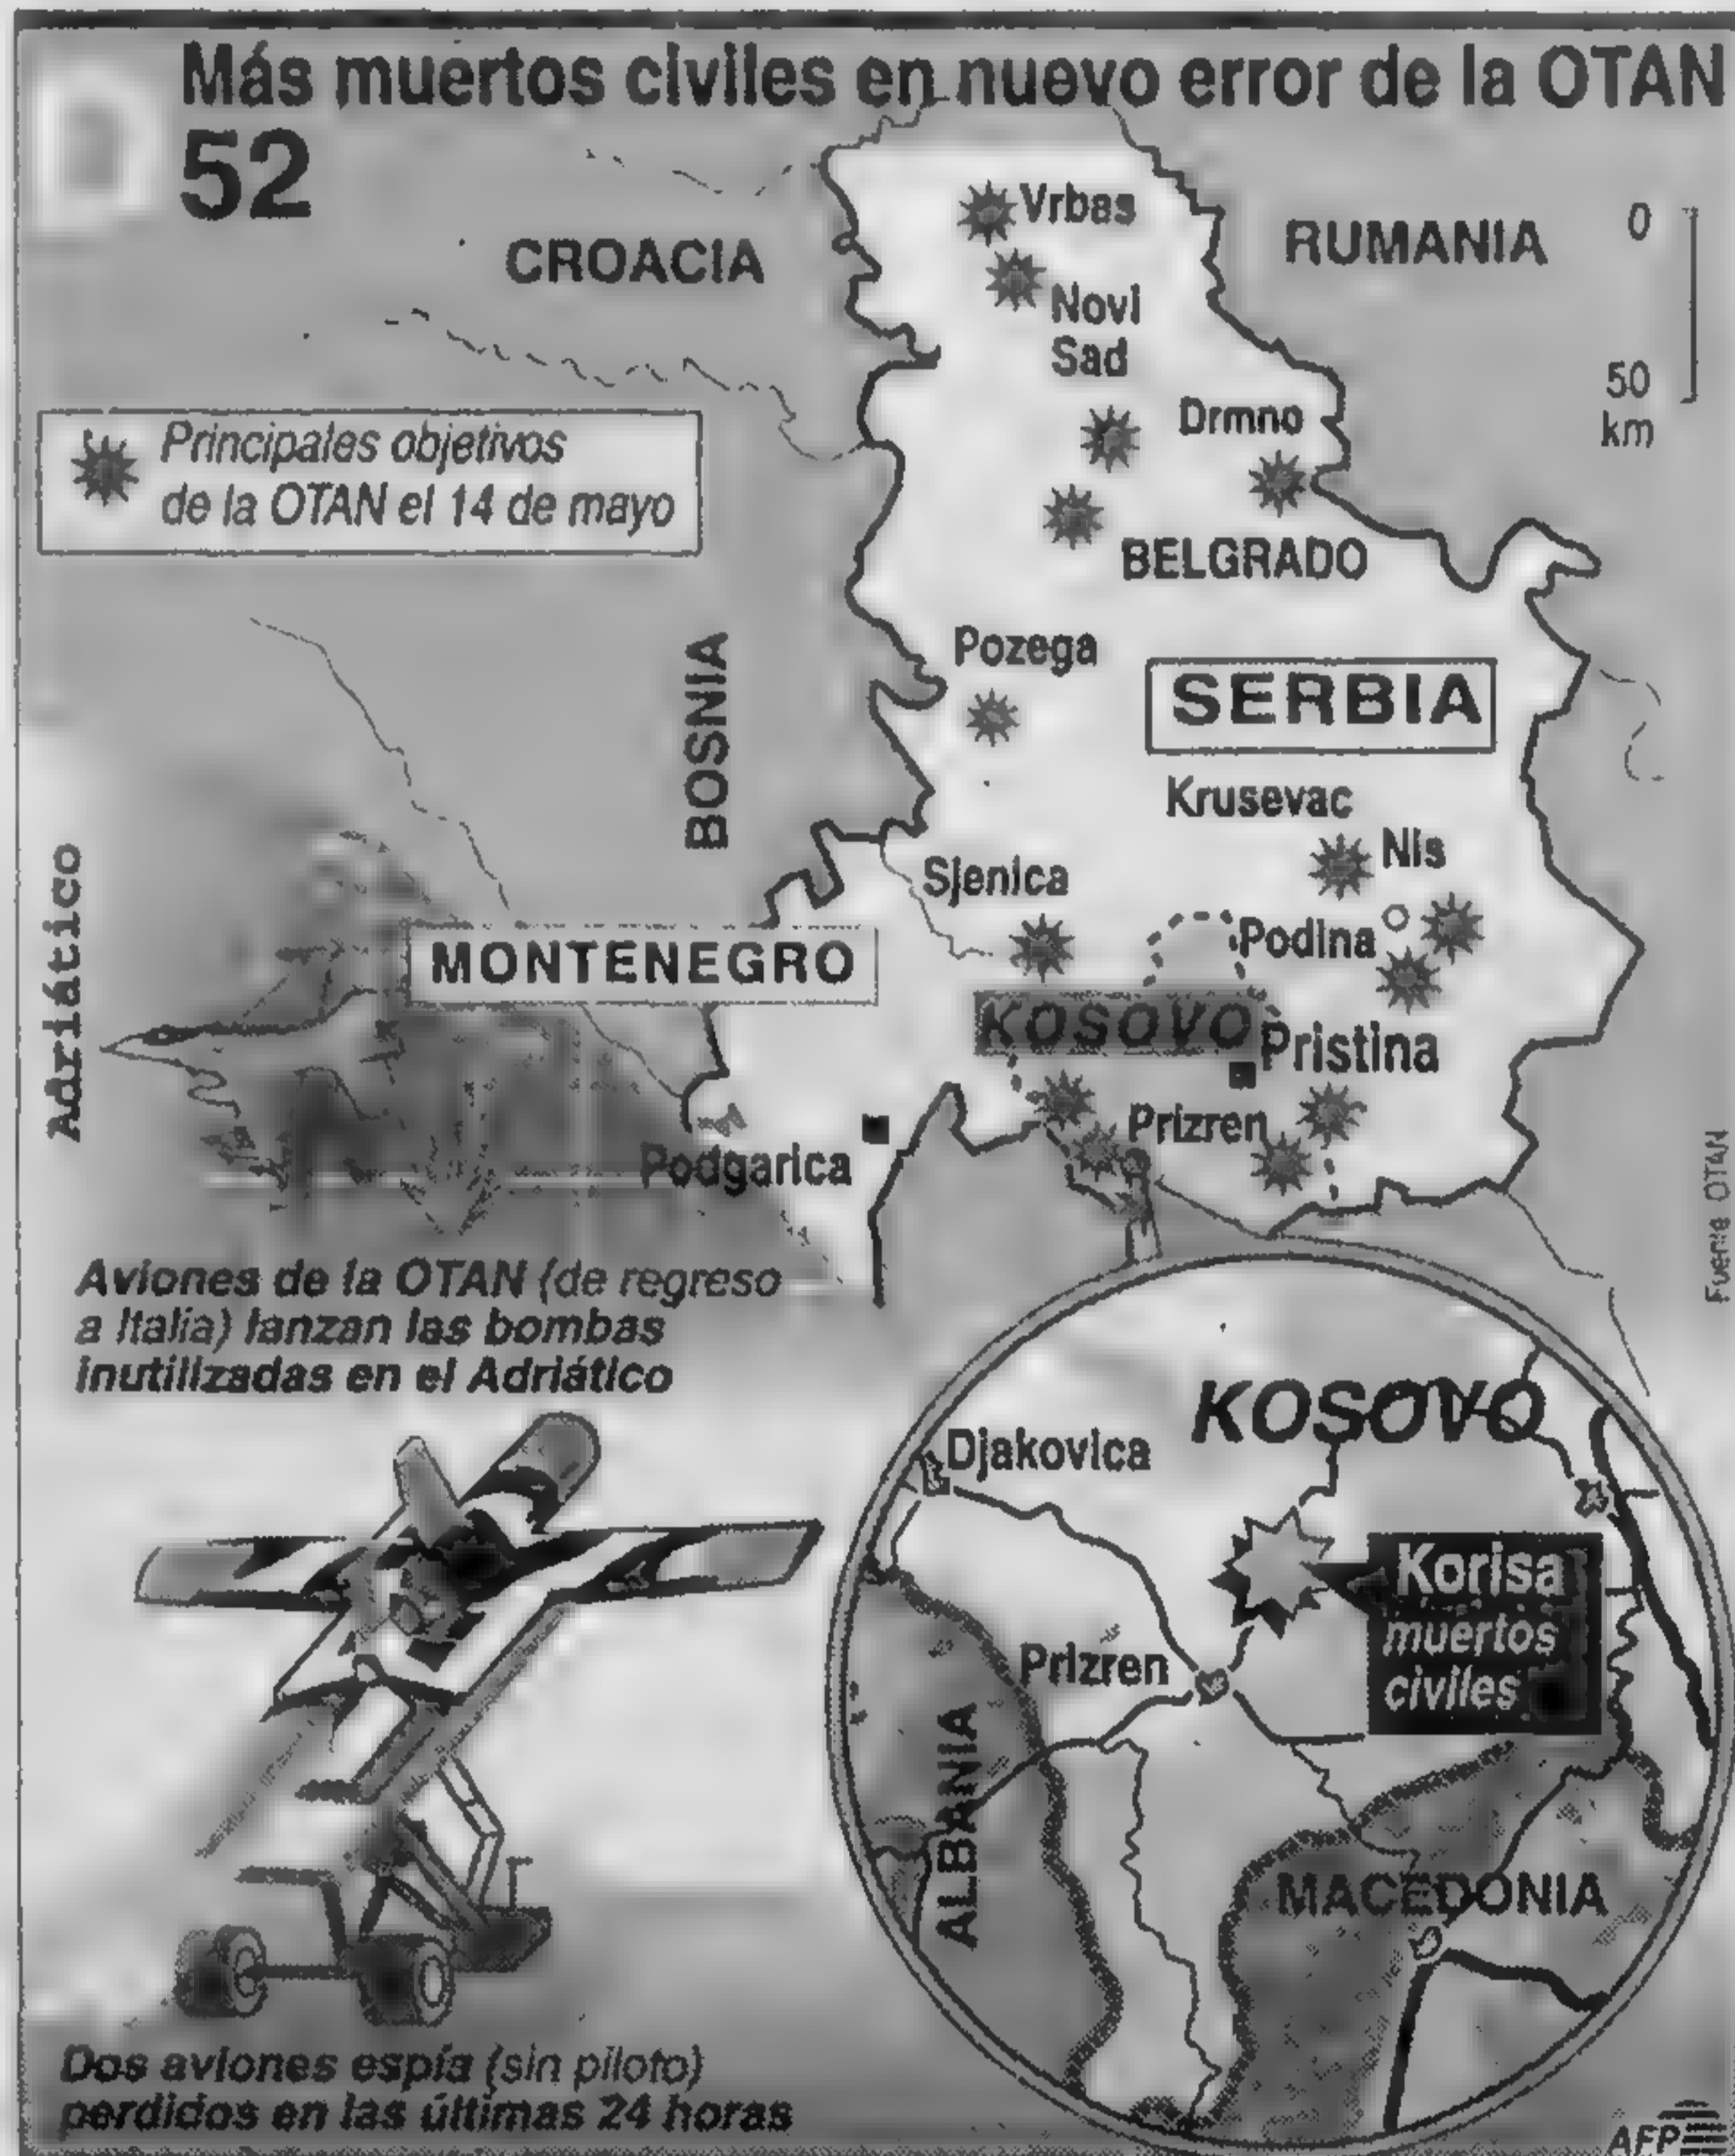 D
Más muertos civiles en nuevo error de la OTAN
52
CROACIA
Vrbas
RUMANIA
0
50
km
Novi
Sad
Principales objetivos
de la OTAN el 14 de mayo
Drmno
BELGRADO
BOSNIA
Pozega
SERBIA
Krusevac
Nis
Sjenica
Podina
Adriático
MONTENEGRO
KOSOVO
Pristina
Prizren
Podgarica
Fuente OTAN
Aviones de la OTAN (de regreso
a Italia) lanzan las bombas
inutilizadas en el Adriático
KOSOVO
Djakovica
Korisa
muertos
civiles
Prizren
ALBANIA
MACEDONIA
Dos aviones espía (sin piloto)
perdidos en las últimas 24 horas
AFP